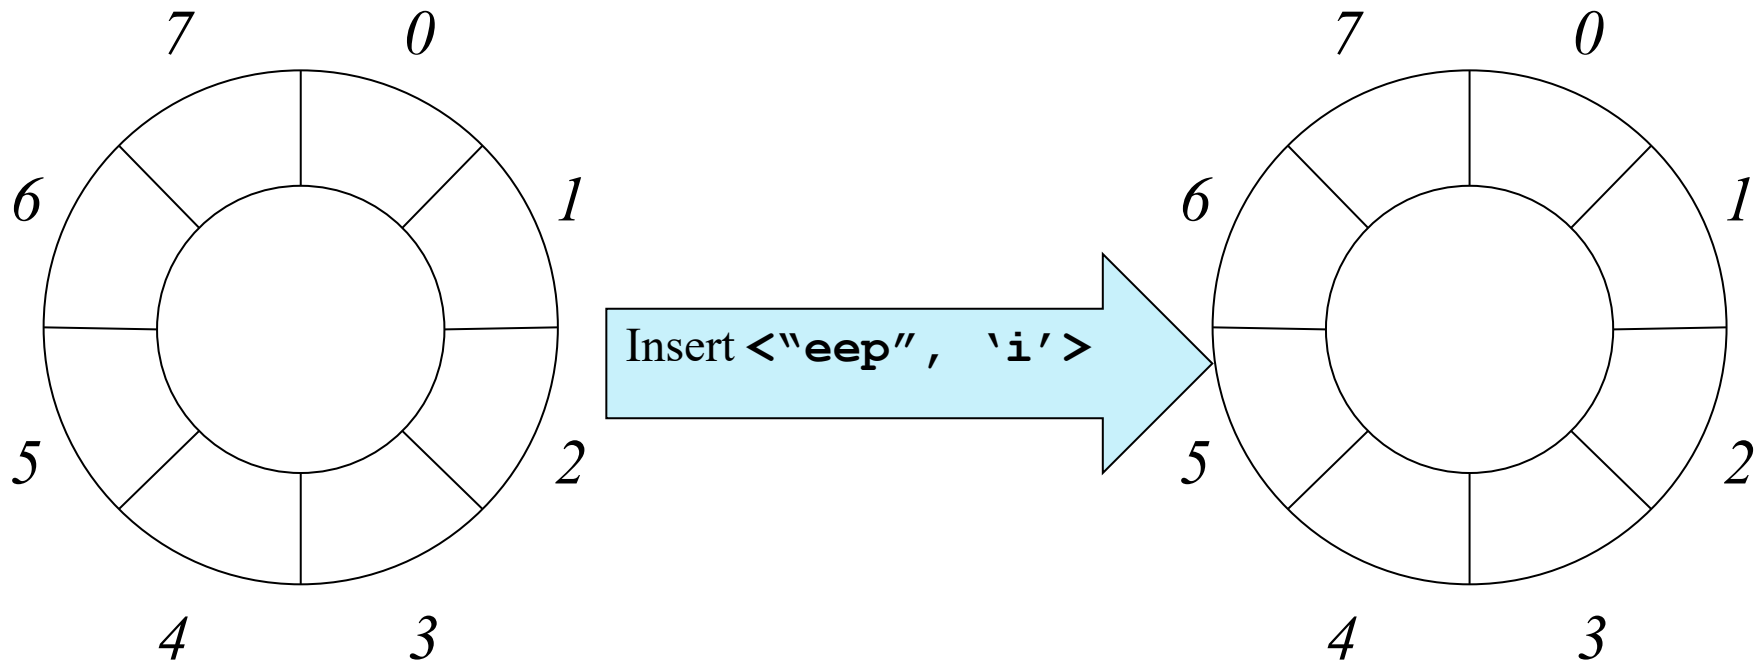 7 0 7 0
6 1 6 1
Insert <“eep”, ‘i’>
5 2 5 2
4 3 4 3